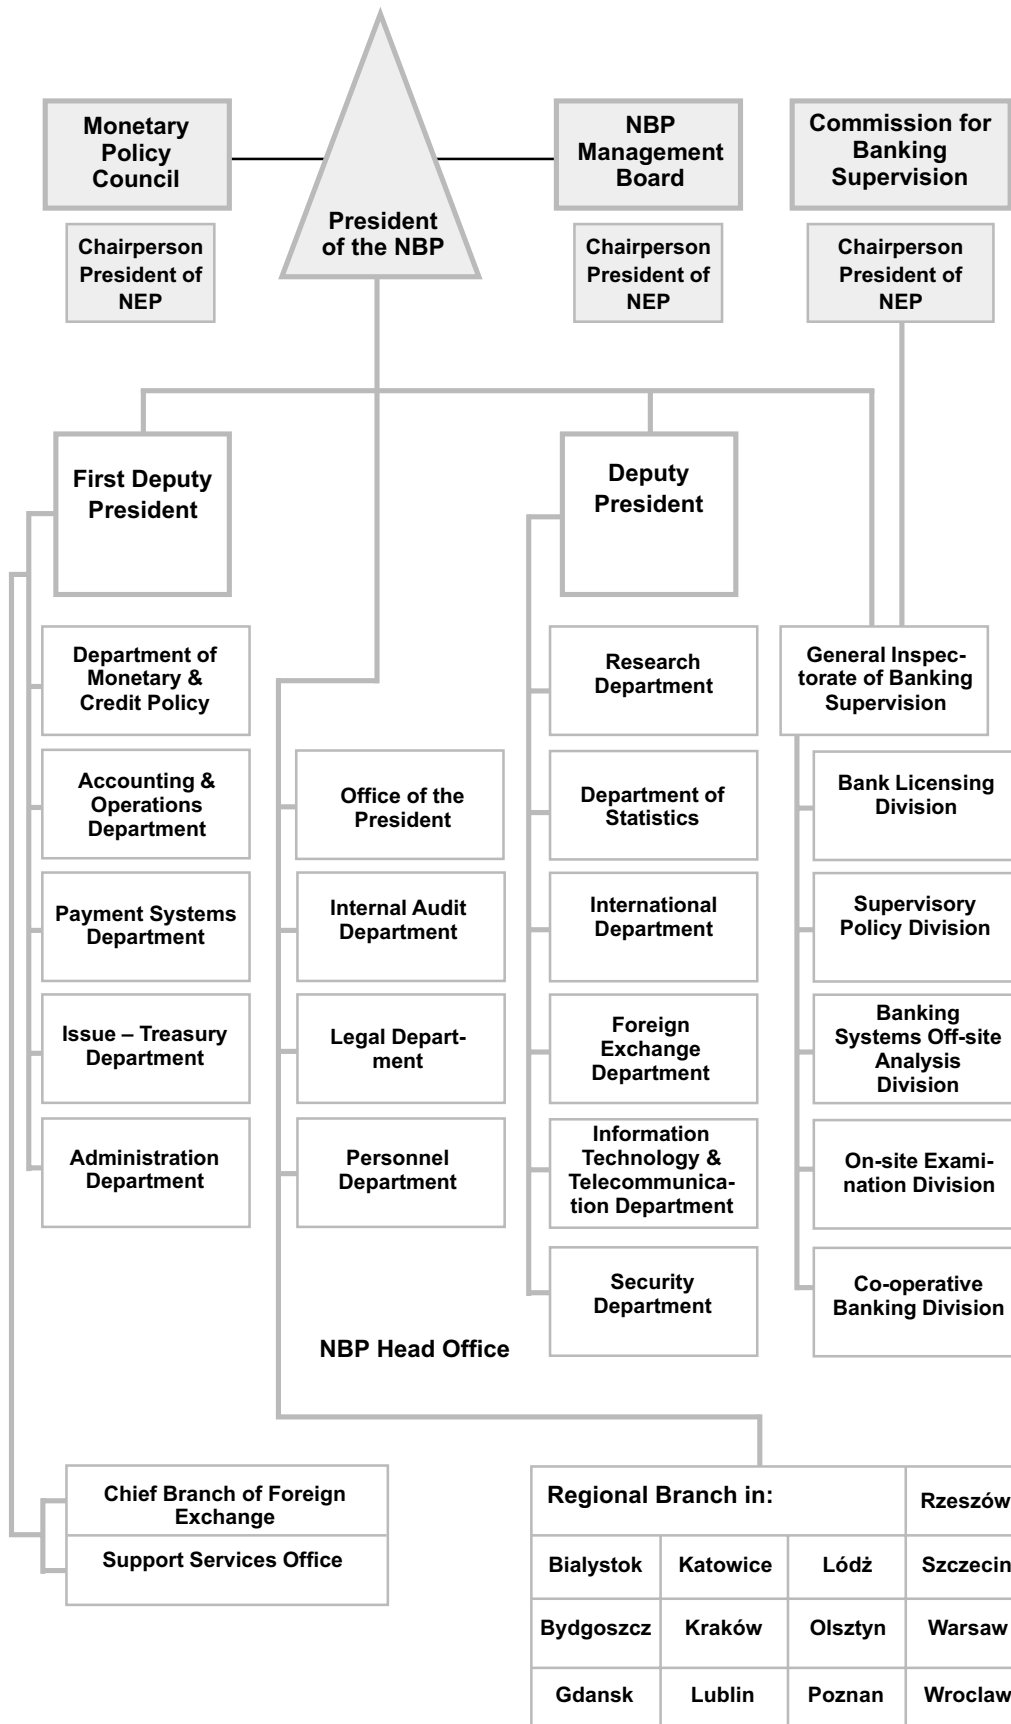 Monetary
Policy
Council
President
of the NBP
NBP
Management
Board
Commission for
Banking
Supervision
Chairperson
President of
NEP
Chairperson
President of
NEP
Chairperson
President of
NEP
First Deputy
President
Deputy
President
Department of
Monetary &
Credit Policy
Accounting &
Operations
Department
Payment Systems
Department
Issue – Treasury
Department
Administration
Department
Office of the
President
Internal Audit
Department
Legal Depart-
ment
Personnel
Department
Research
Department
Department of
Statistics
International
Department
Foreign
Exchange
Department
Information
Technology &
Telecommunica-
tion Department
Security
Department
General Inspec-
torate of Banking
Supervision
Bank Licensing
Division
Supervisory
Policy Division
Banking
Systems Off-site
Analysis
Division
On-site Exami-
nation Division
Co-operative
Banking Division
NBP Head Office
Chief Branch of Foreign
Exchange
Support Services Office
Regional Branch in:
Rzeszów
Bialystok
Katowice
Lódż
Szczecin
Bydgoszcz
Kraków
Olsztyn
Warsaw
Gdansk
Lublin
Poznan
Wroclaw